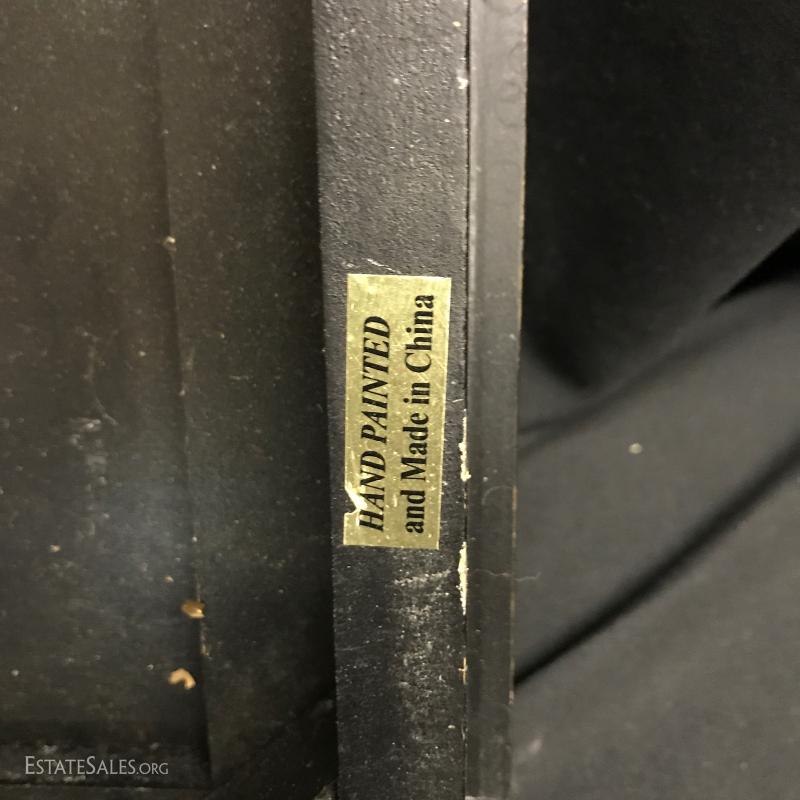 HAND PAINTED
and Made in China
ESTATESALES.ORG